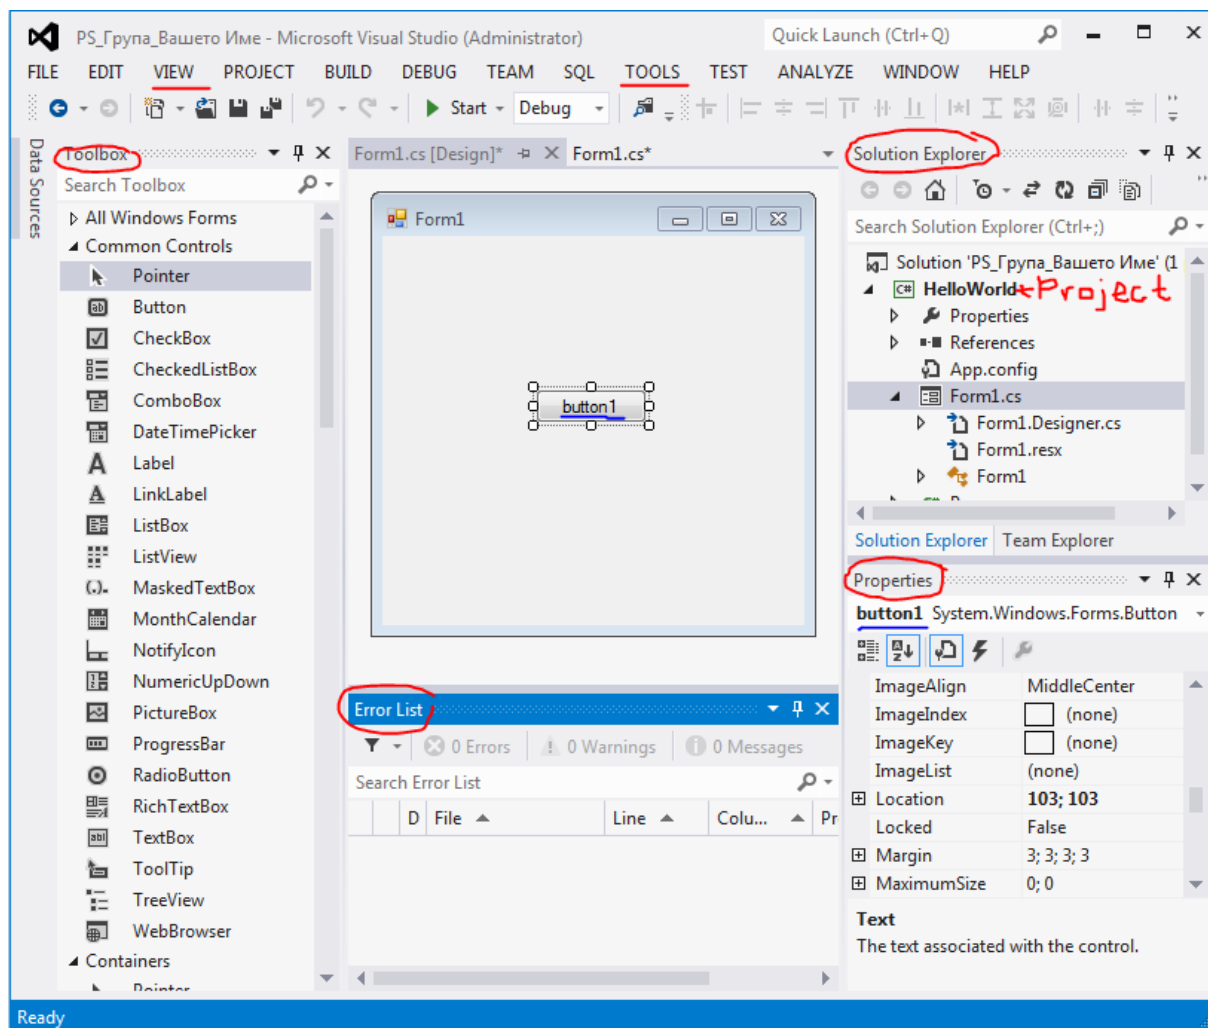 PS_Група_Вашето Име - Microsoft Visual Studio (Administrator)
Quick Launch (Ctrl+Q)
FILE EDIT VIEW PROJECT BUILD DEBUG TEAM SQL TOOLS TEST ANALYZE WINDOW HELP
Start Debug
Data Sources
Toolbox
Search Toolbox
All Windows Forms
Common Controls
Pointer
Button
CheckBox
CheckedListBox
ComboBox
DateTimePicker
Label
LinkLabel
ListBox
ListView
MaskedTextBox
MonthCalendar
NotifyIcon
NumericUpDown
PictureBox
ProgressBar
RadioButton
RichTextBox
TextBox
ToolTip
TreeView
WebBrowser
Containers
Pointer
Form1.cs [Design]* Form1.cs*
Form1
button1
Error List
0 Errors 0 Warnings 0 Messages
Search Error List
D File Line Colu... Pr
Solution Explorer
Search Solution Explorer (Ctrl+;)
Solution 'PS_Група_Вашето Име' (1
HelloWorld Project
Properties
References
App.config
Form1.cs
Form1.Designer.cs
Form1.resx
Form1
Solution Explorer Team Explorer
Properties
button1 System.Windows.Forms.Button
ImageAlign MiddleCenter
ImageIndex (none)
ImageKey (none)
ImageList (none)
Location 103; 103
Locked False
Margin 3; 3; 3; 3
MaximumSize 0; 0
Text
The text associated with the control.
Ready